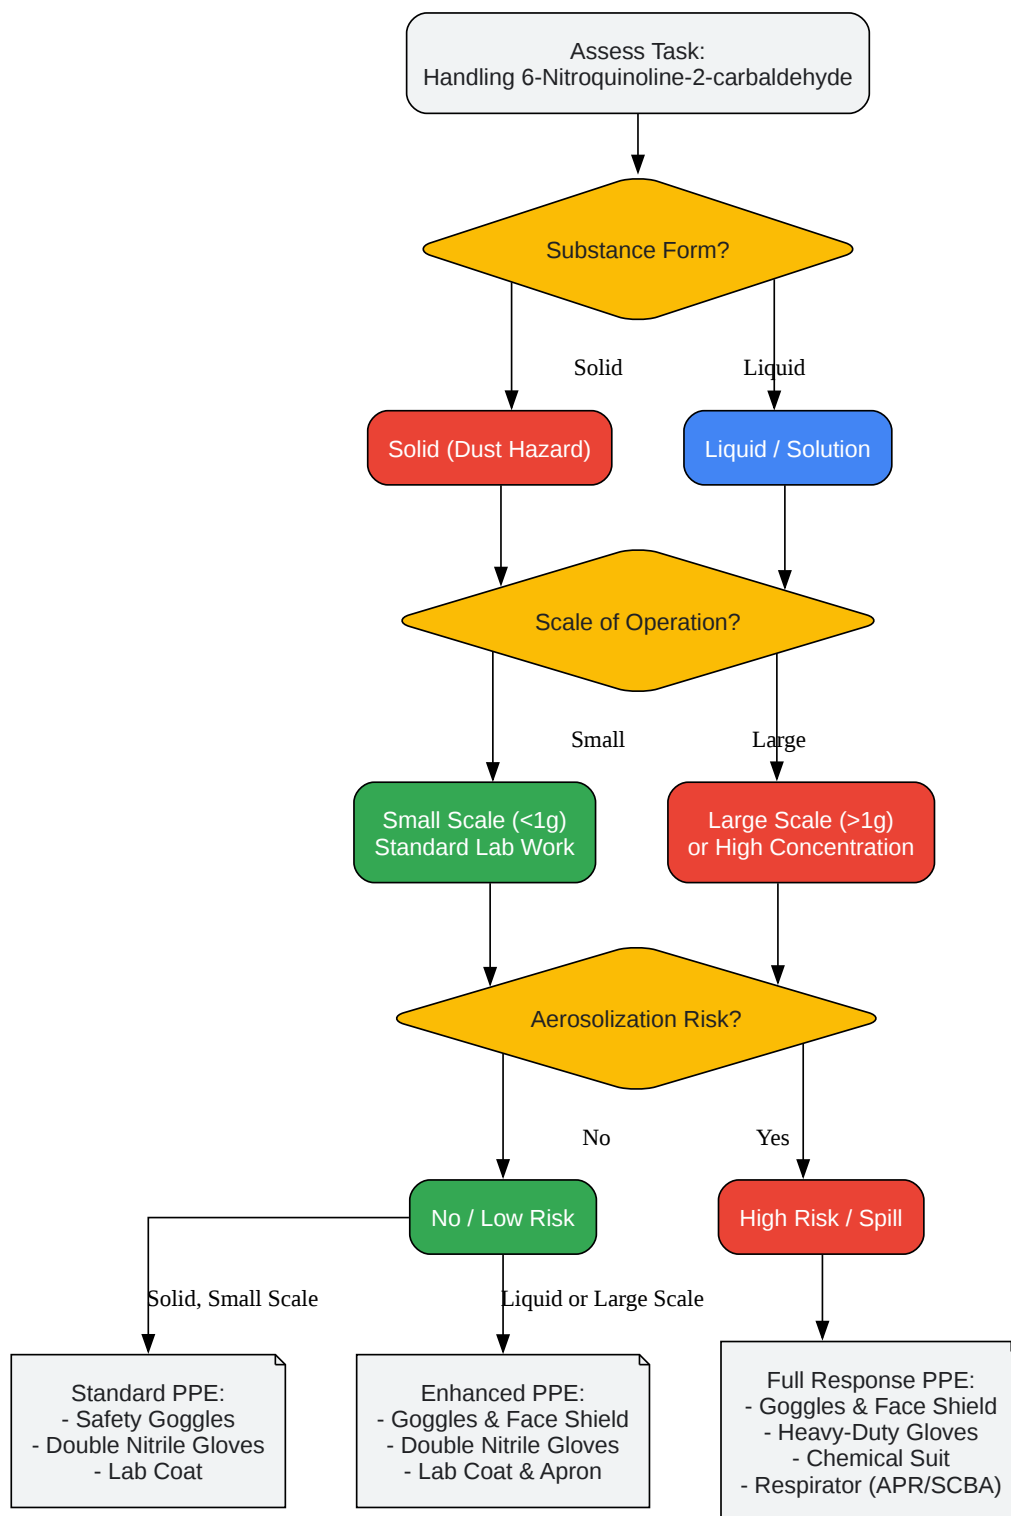 Assess Task:
Handling 6-Nitroquinoline-2-carbaldehyde
Substance Form?
Solid
Liquid
Solid (Dust Hazard)
Liquid / Solution
Scale of Operation?
Small
Large
Small Scale (<1g)
Standard Lab Work
Large Scale (>1g)
or High Concentration
Aerosolization Risk?
No
Yes
No / Low Risk
High Risk / Spill
Solid, Small Scale
Liquid or Large Scale
Standard PPE:
- Safety Goggles
- Double Nitrile Gloves
- Lab Coat
Enhanced PPE:
- Goggles & Face Shield
- Double Nitrile Gloves
- Lab Coat & Apron
Full Response PPE:
- Goggles & Face Shield
- Heavy-Duty Gloves
- Chemical Suit
- Respirator (APR/SCBA)